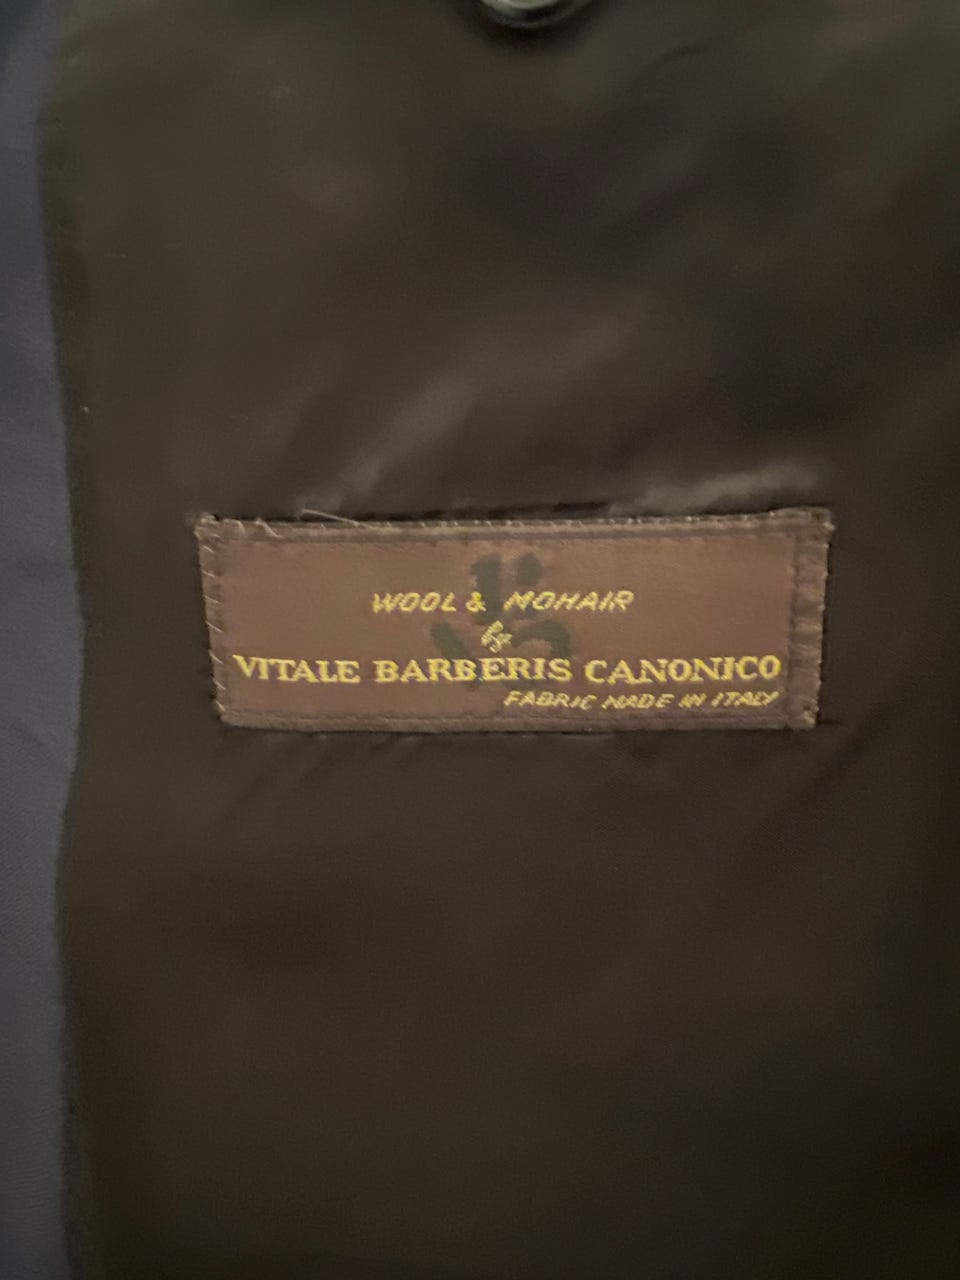 WOOL & MOHAIR
by
VITALE BARBERIS CANONICO
FABRIC MADE IN ITALY